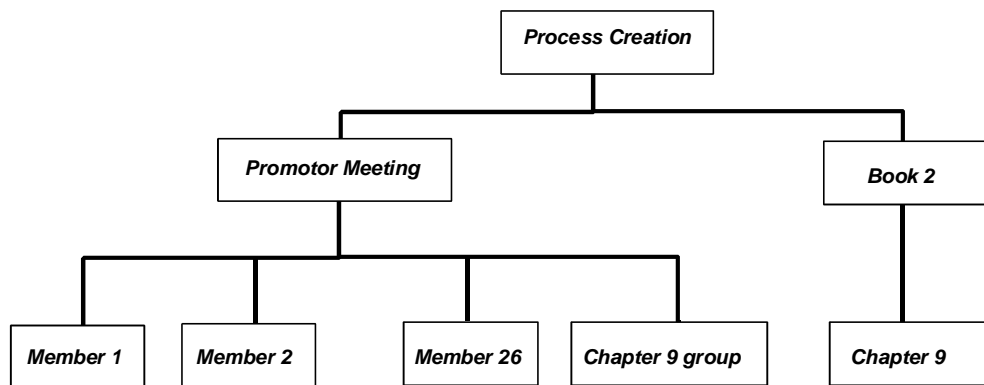 Process Creation
Promotor Meeting
Book 2
Member 1
Member 2
Member 26
Chapter 9 group
Chapter 9